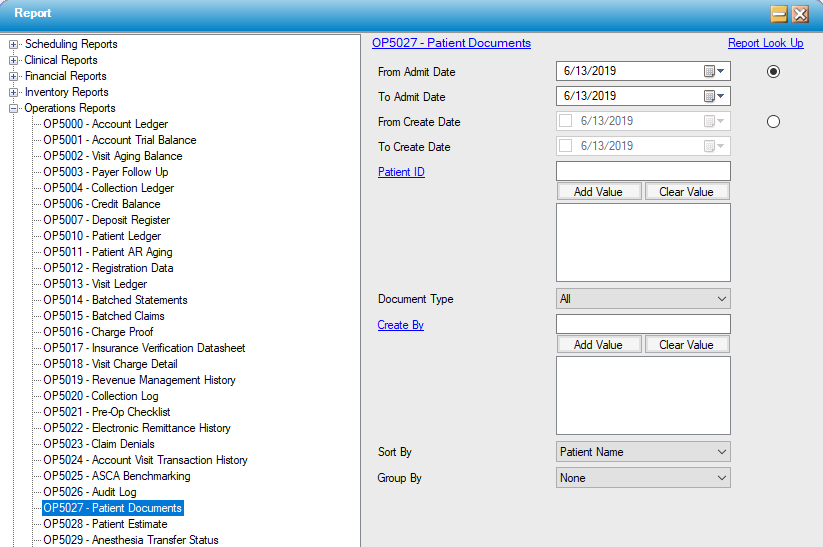 Report
Scheduling Reports
Clinical Reports
Financial Reports
Inventory Reports
Operations Reports
OP5000 - Account Ledger
OP5001 - Account Trial Balance
OP5002 - Visit Aging Balance
OP5003 - Payer Follow Up
OP5004 - Collection Ledger
OP5006 - Credit Balance
OP5007 - Deposit Register
OP5010 - Patient Ledger
OP5011 - Patient AR Aging
OP5012 - Registration Data
OP5013 - Visit Ledger
OP5014 - Batched Statements
OP5015 - Batched Claims
OP5016 - Charge Proof
OP5017 - Insurance Verification Datasheet
OP5018 - Visit Charge Detail
OP5019 - Revenue Management History
OP5020 - Collection Log
OP5021 - Pre-Op Checklist
OP5022 - Electronic Remittance History
OP5023 - Claim Denials
OP5024 - Account Visit Transaction History
OP5025 - ASCA Benchmarking
OP5026 - Audit Log
OP5027 - Patient Documents
OP5028 - Patient Estimate
OP5029 - Anesthesia Transfer Status
OP5027 - Patient Documents Report Look Up
From Admit Date 6/13/2019
To Admit Date 6/13/2019
From Create Date 6/13/2019
To Create Date 6/13/2019
Patient ID
Add Value Clear Value
Document Type All
Create By
Add Value Clear Value
Sort By Patient Name
Group By None